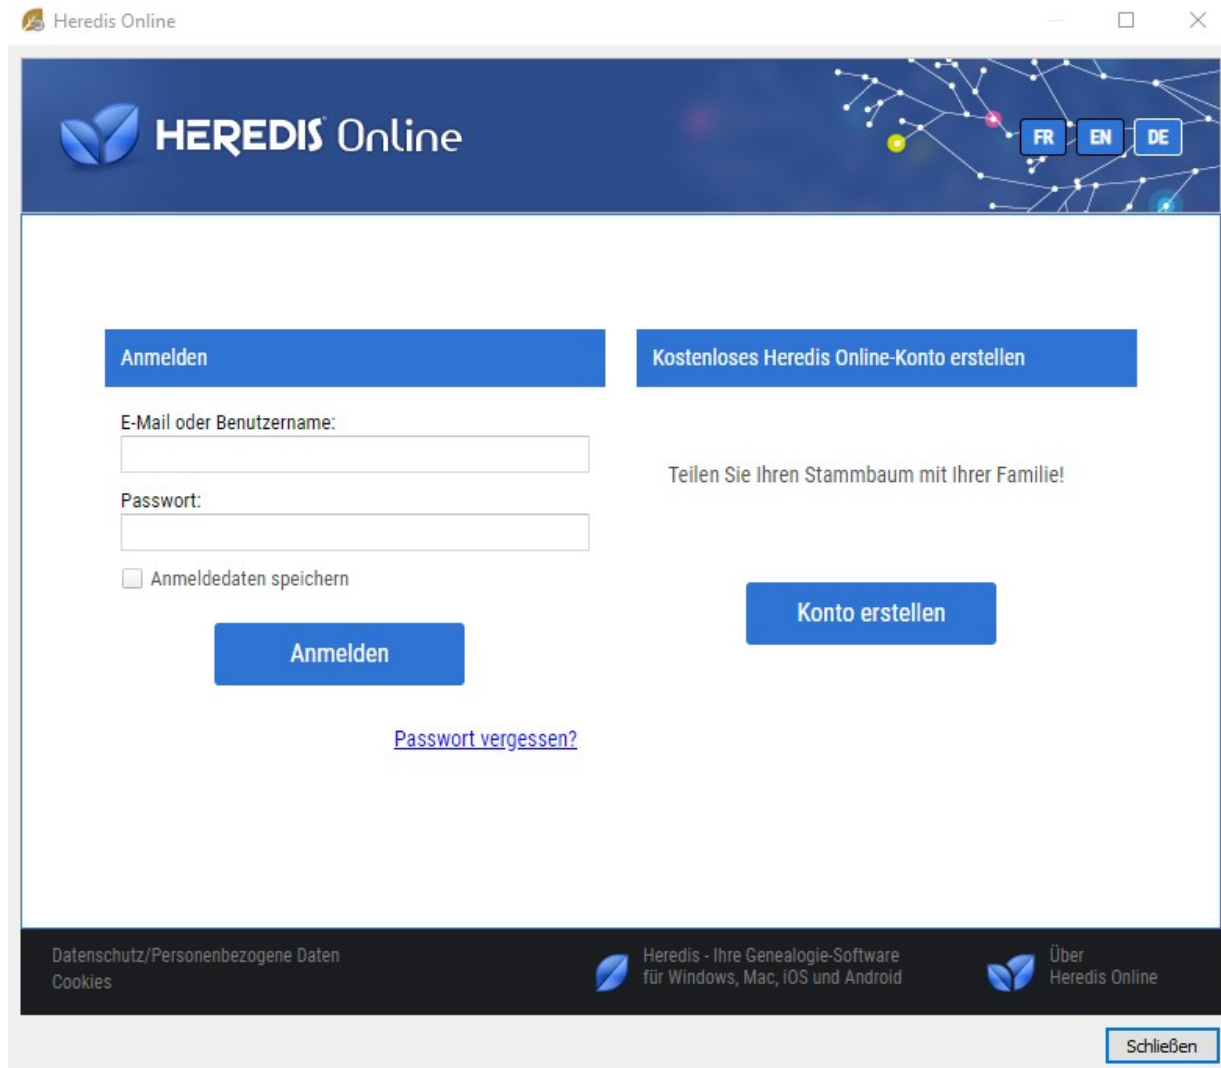 Heredis Online
HEREDIS Online
FR EN DE
Anmelden
E-Mail oder Benutzername:
Passwort:
Anmeldedaten speichern
Anmelden
Passwort vergessen?
Kostenloses Heredis Online-Konto erstellen
Teilen Sie Ihren Stammbaum mit Ihrer Familie!
Konto erstellen
Datenschutz/Personenbezogene Daten
Cookies
Heredis - Ihre Genealogie-Software
für Windows, Mac, iOS und Android
Über
Heredis Online
Schließen